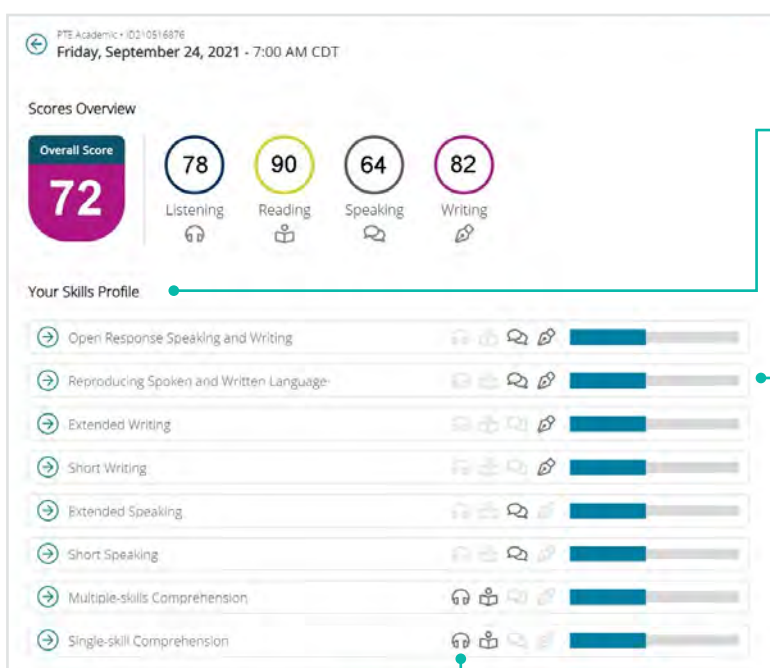 PTE Academic • ID210516876
Friday, September 24, 2021 - 7:00 AM CDT
Scores Overview
Overall Score
72
78
90
64
82
Listening
Reading
Speaking
Writing
Your Skills Profile
Open Response Speaking and Writing
Reproducing Spoken and Written Language
Extended Writing
Short Writing
Extended Speaking
Short Speaking
Multiple-skills Comprehension
Single-skill Comprehension